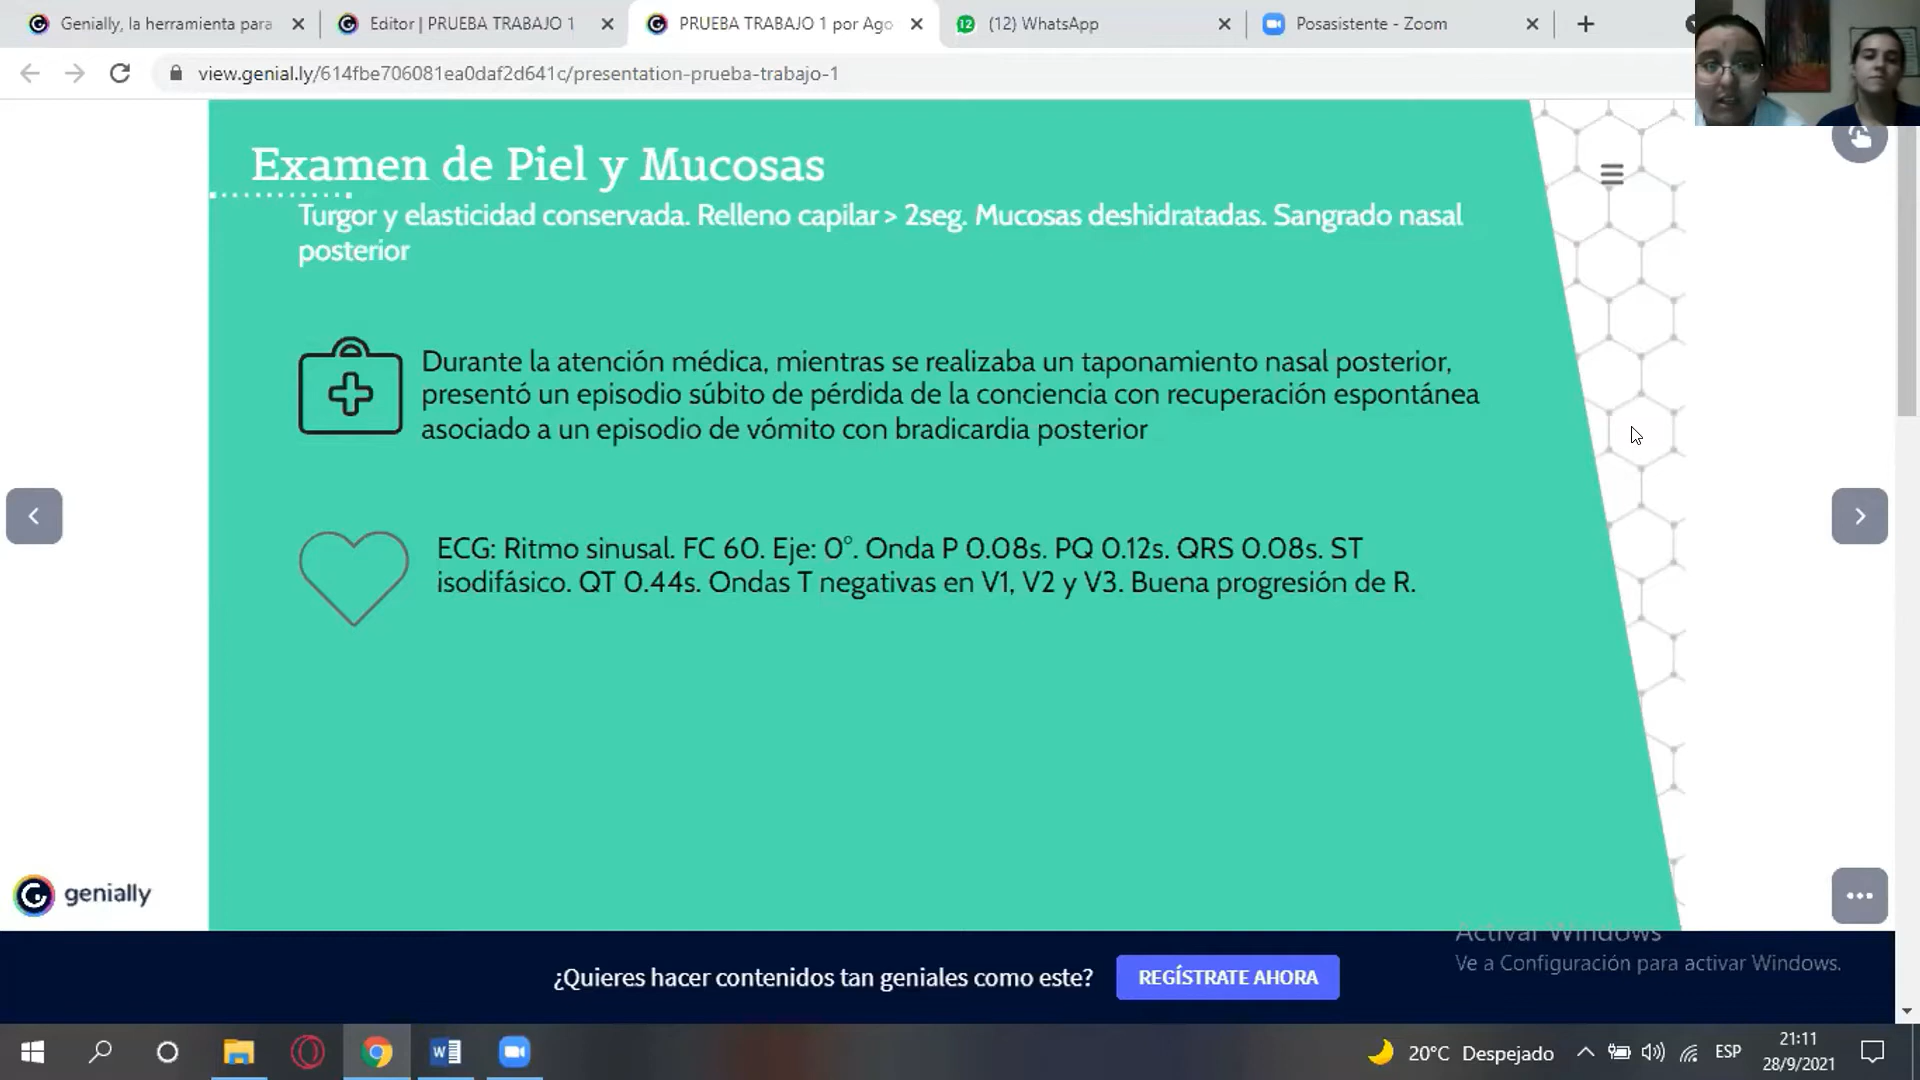 Genially, la herramienta para
Editor | PRUEBA TRABAJO 1
PRUEBA TRABAJO 1 por Ago
12
(12) WhatsApp
Posasistente - Zoom
view.genial.ly/614fbe706081ea0daf2d641c/presentation-prueba-trabajo-1
Examen de Piel y Mucosas
Turgor y elasticidad conservada. Relleno capilar > 2seg. Mucosas deshidratadas. Sangrado nasal
posterior
Durante la atención médica, mientras se realizaba un taponamiento nasal posterior,
presentó un episodio súbito de pérdida de la conciencia con recuperación espontánea
asociado a un episodio de vómito con bradicardia posterior
ECG: Ritmo sinusal. FC 60. Eje: 0°. Onda P 0.08s. PQ 0.12s. QRS 0.08s. ST
isodifásico. QT 0.44s. Ondas T negativas en V1, V2 y V3. Buena progresión de R.
genially
Activar Windows
Ve a Configuración para activar Windows.
¿Quieres hacer contenidos tan geniales como este?
REGÍSTRATE AHORA
20°C Despejado
ESP
21:11
28/9/2021